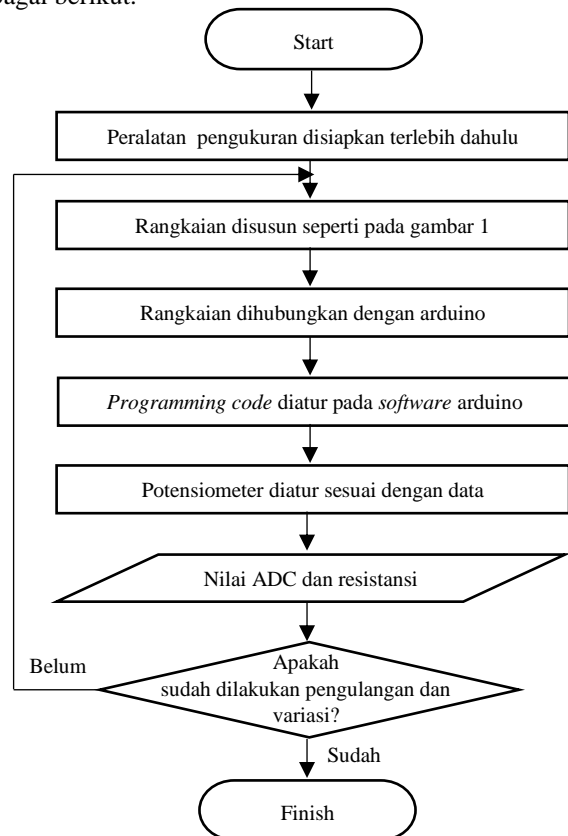 bagai berikut:
Start
Peralatan pengukuran disiapkan terlebih dahulu
Rangkaian disusun seperti pada gambar 1
Rangkaian dihubungkan dengan arduino
Programming code diatur pada software arduino
Potensiometer diatur sesuai dengan data
Nilai ADC dan resistansi
Apakah
sudah dilakukan pengulangan dan
variasi?
Belum
Sudah
Finish